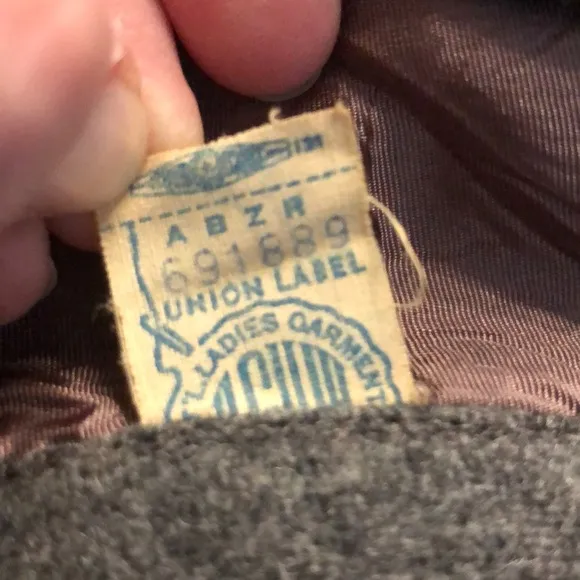 A B Z R
691889
UNION LABEL
T'L. LADIES GARMENT